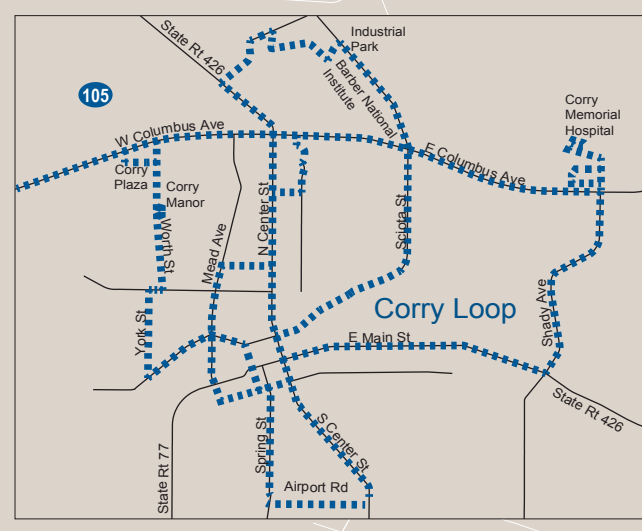 State Rt 426
Industrial
Park
Barber National
Institute
105
Corry
Memorial
Hospital
W Columbus Ave
E Columbus Ave
Corry
Plaza
Corry
Manor
Worth St
Mead Ave
N Center St
Sciota St
York St
Corry Loop
Shady Ave
E Main St
State Rt 426
S Center St
Spring St
State Rt 77
Airport Rd